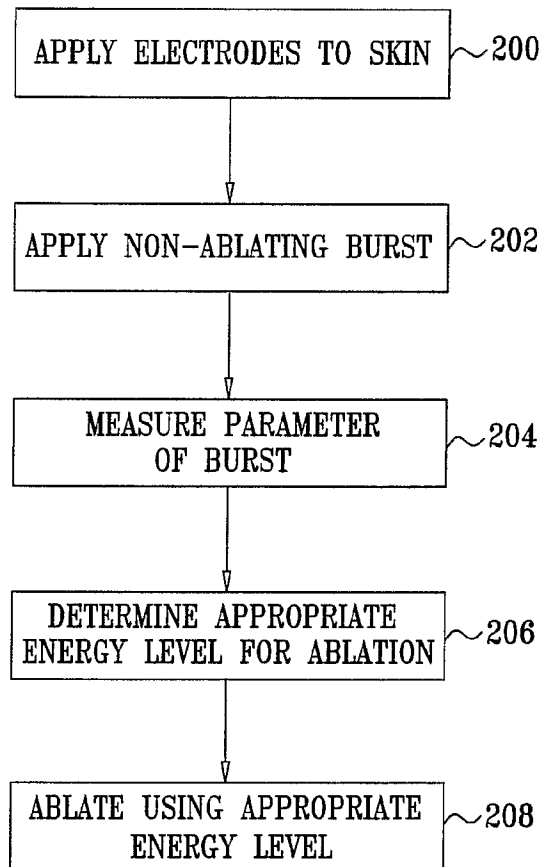 APPLY ELECTRODES TO SKIN 200
APPLY NON-ABLATING BURST 202
MEASURE PARAMETER
OF BURST
204
DETERMINE APPROPRIATE
ENERGY LEVEL FOR ABLATION
206
ABLATE USING APPROPRIATE
ENERGY LEVEL
208